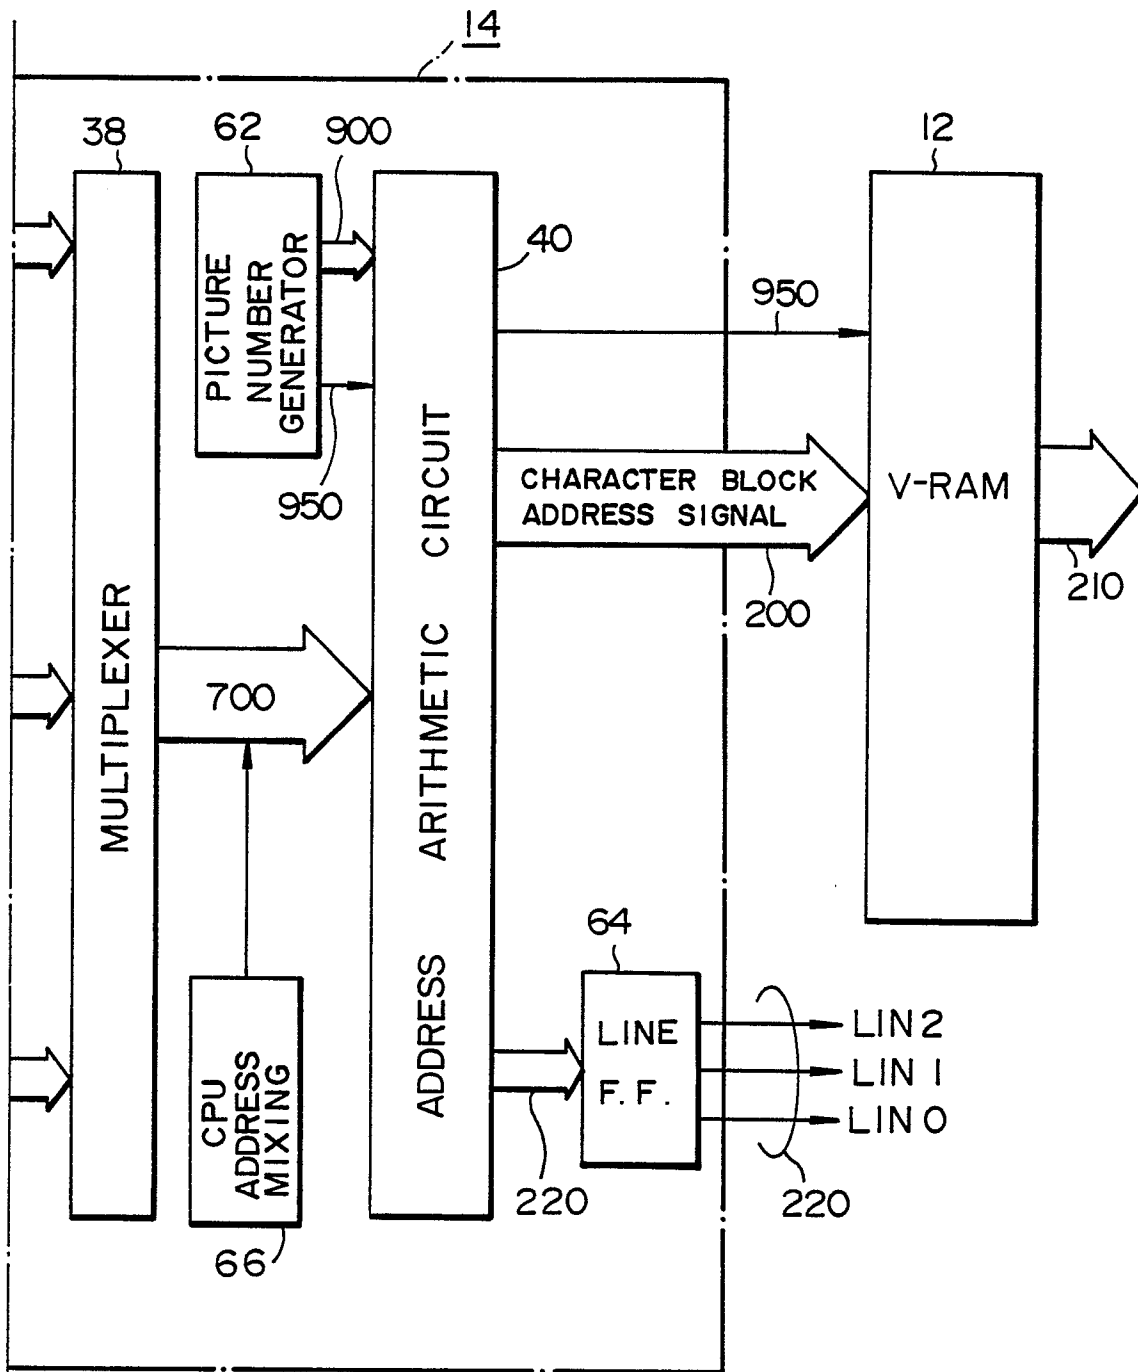 14
38
62
900
12
40
950
PICTURE
NUMBER
GENERATOR
950
CHARACTER BLOCK
ADDRESS SIGNAL
200
V-RAM
210
MULTIPLEXER
700
ADDRESS ARITHMETIC CIRCUIT
64
LINE
F.F.
LIN2
LIN1
LIN0
CPU
ADDRESS
MIXING
220
220
66